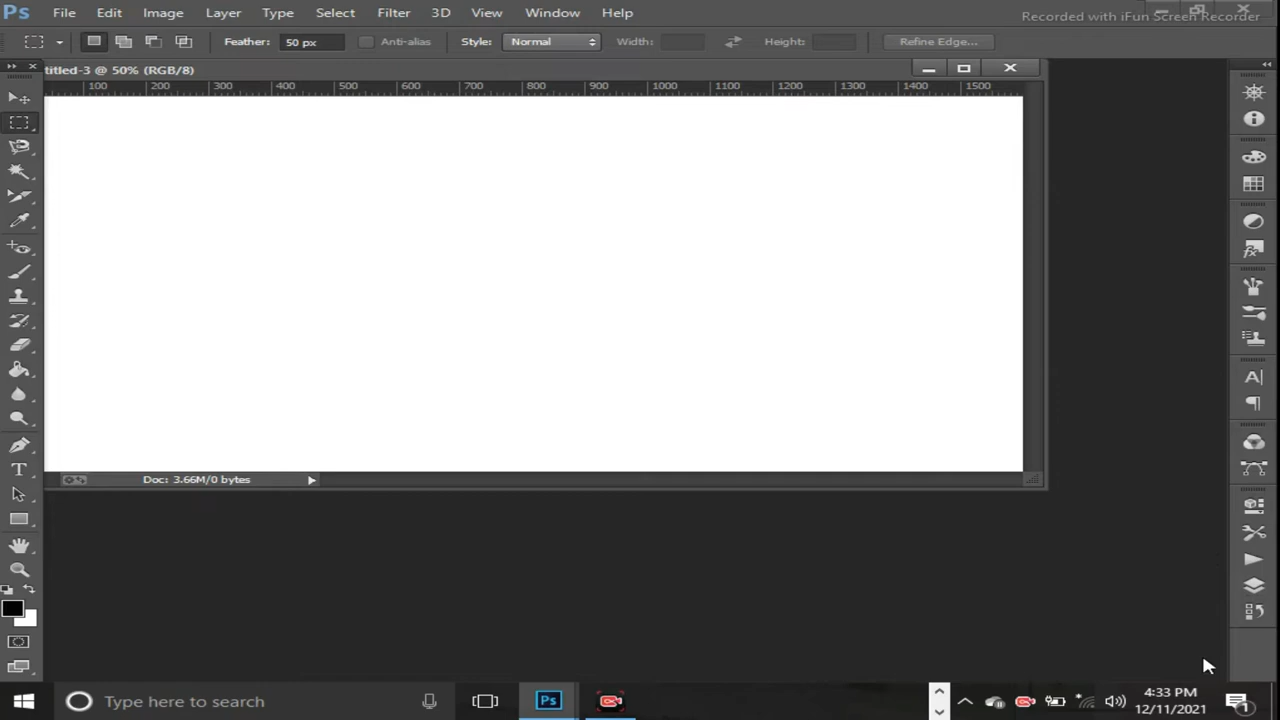 Ps File Edit Image Layer Type Select Filter 3D View Window Help
Recorded with iFun Screen Recorder
Feather: 50 px Anti-alias Style: Normal Width: Height: Refine Edge...
titled-3 @ 50% (RGB/8)
100 200 300 400 500 600 700 800 900 1000 1100 1200 1300 1400 1500
Doc: 3.66M/0 bytes
Type here to search
Ps
4:33 PM
12/11/2021
1